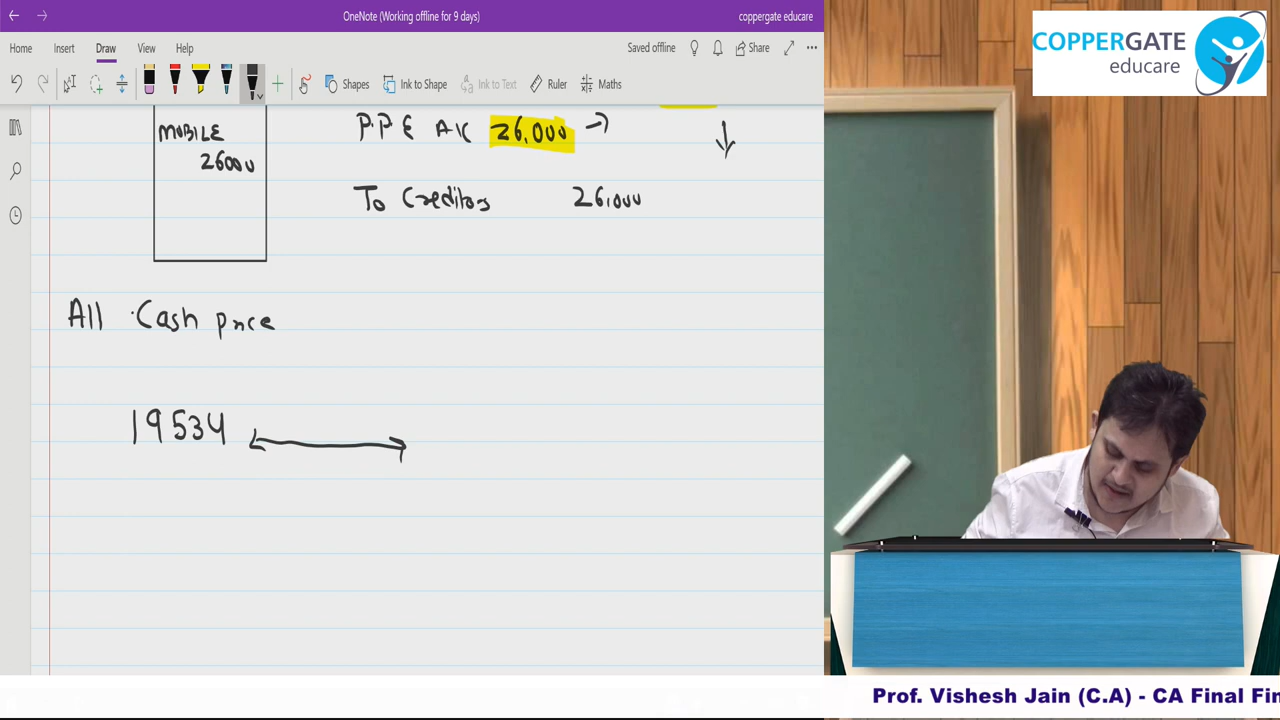 OneNote (Working offline for 9 days)
coppergate educare
Home Insert Draw View Help
Saved offline Share
Shapes Ink to Shape Ink to Text Ruler Maths
COPPERGATE
educare
MOBILE
26000
P.P.E A/C 26,000 →
To Creditors 26,000
All Cash price
19534
Prof. Vishesh Jain (C.A) - CA Final Fin